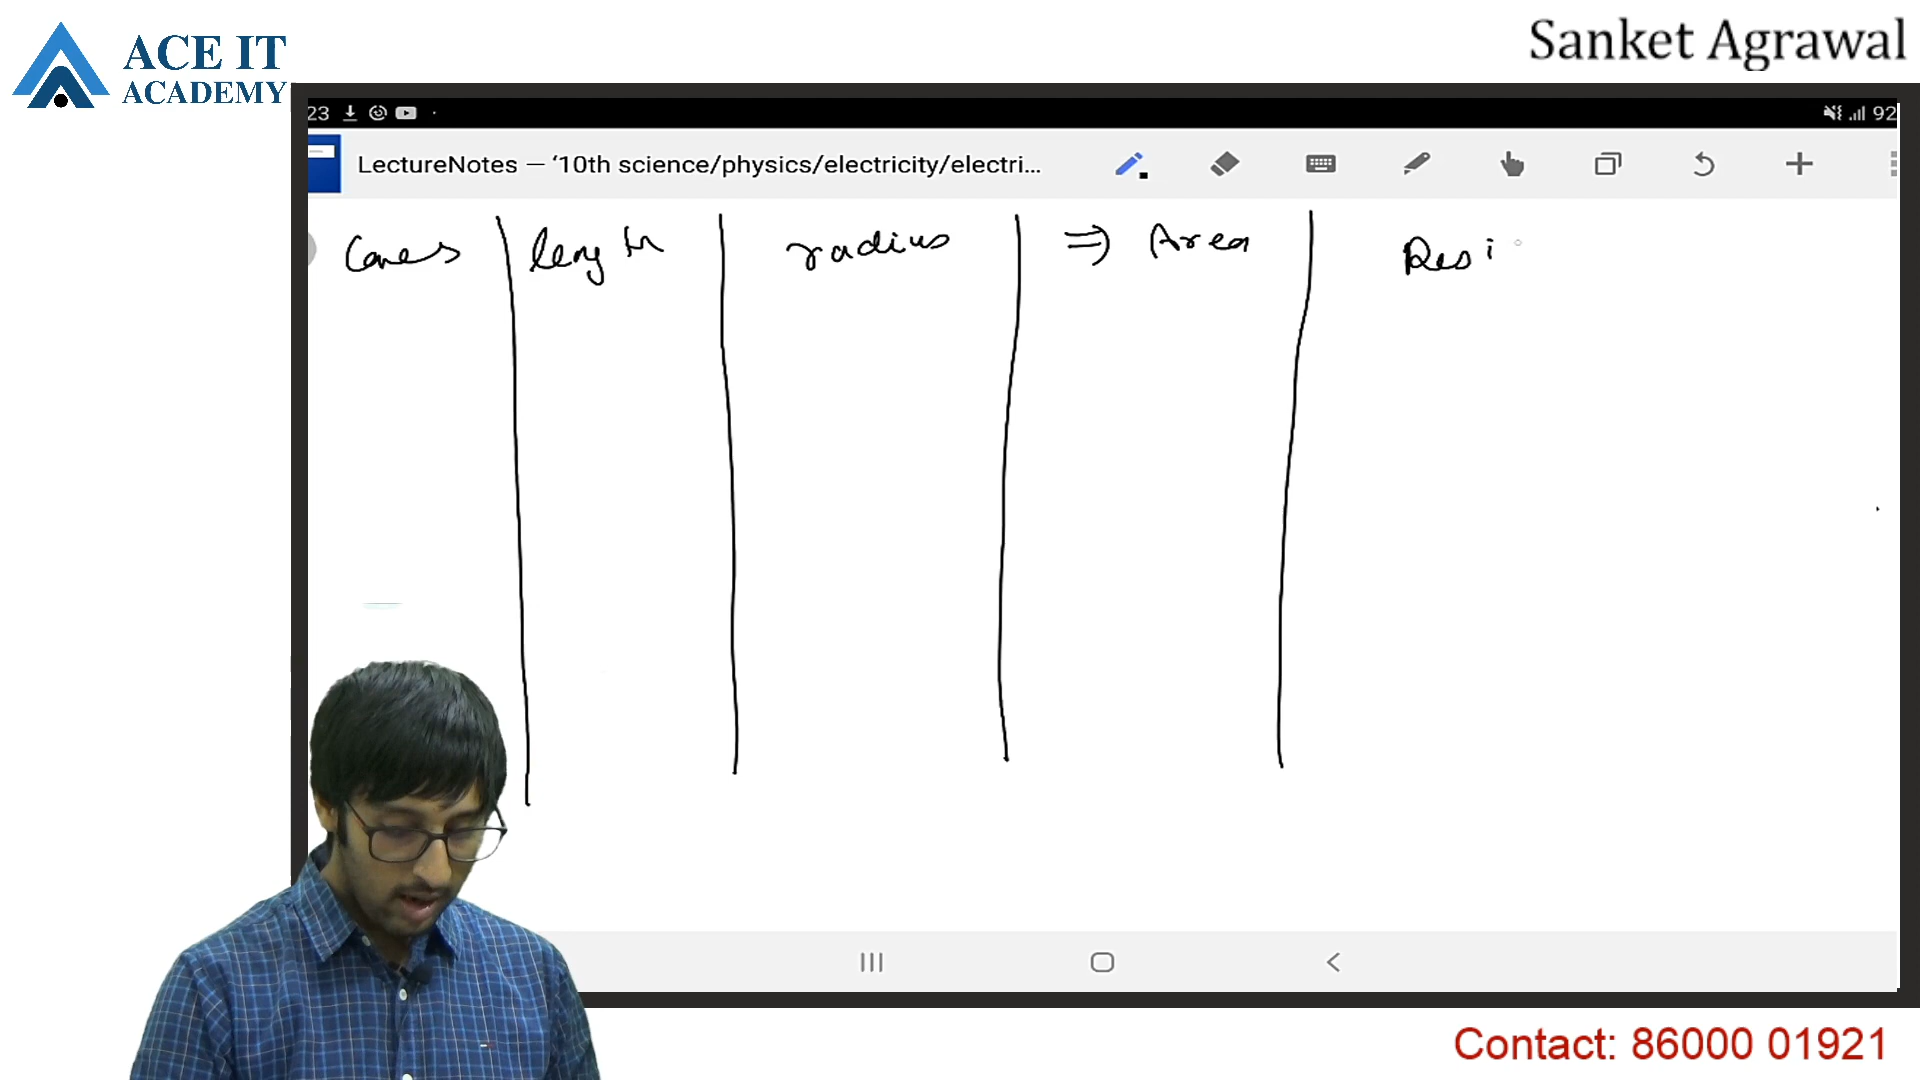 ACE IT
ACADEMY
Sanket Agrawal
23
92
LectureNotes — ‘10th science/physics/electricity/electri...
Cases length radius ⇒ Area Resi
Contact: 86000 01921